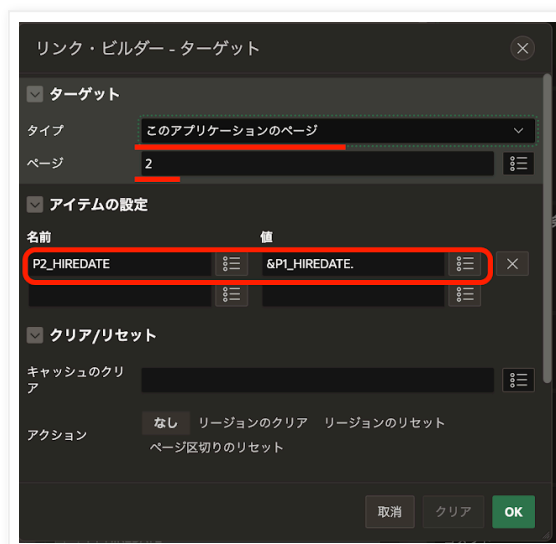 リンク・ビルダー - ターゲット
ターゲット
タイプ
このアプリケーションのページ
ページ
2
アイテムの設定
名前 値
P2_HIREDATE &P1_HIREDATE.
クリア/リセット
キャッシュのクリ
ア
アクション
なし リージョンのクリア リージョンのリセット
ページ区切りのリセット
取消 クリア OK